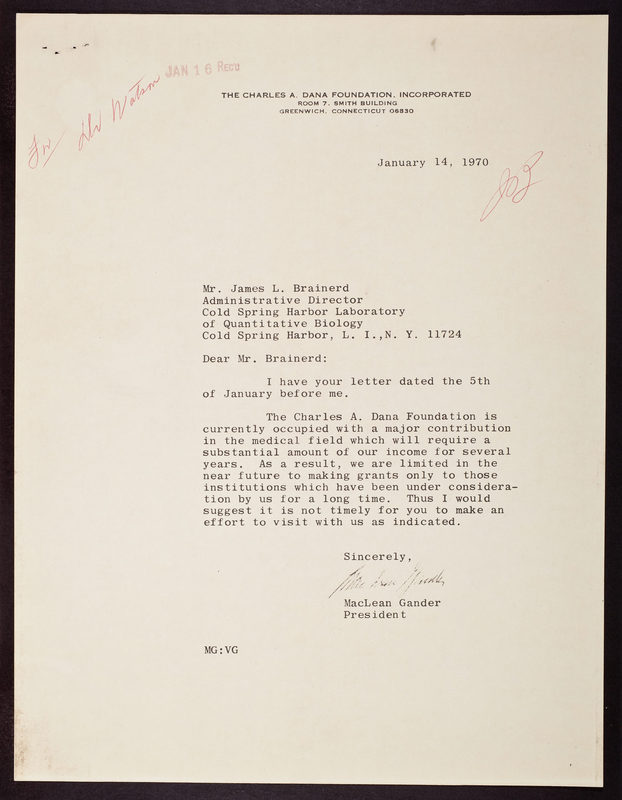 JAN 16 REC'D
For Dr Watson
THE CHARLES A. DANA FOUNDATION, INCORPORATED
ROOM 7, SMITH BUILDING
GREENWICH, CONNECTICUT 06830
January 14, 1970
Mr. James L. Brainerd
Administrative Director
Cold Spring Harbor Laboratory
of Quantitative Biology
Cold Spring Harbor, L. I.,N. Y. 11724
Dear Mr. Brainerd:
I have your letter dated the 5th
of January before me.
The Charles A. Dana Foundation is
currently occupied with a major contribution
in the medical field which will require a
substantial amount of our income for several
years. As a result, we are limited in the
near future to making grants only to those
institutions which have been under considera-
tion by us for a long time. Thus I would
suggest it is not timely for you to make an
effort to visit with us as indicated.
Sincerely,
MacLean Gander
MacLean Gander
President
MG:VG